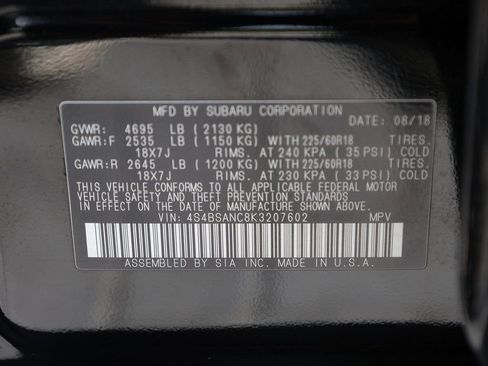 MFD BY SUBARU CORPORATION DATE: 08/18
GVWR: 4695 LB ( 2130 KG)
GAWR:F 2535 LB ( 1150 KG) WITH 225/60R18 TIRES.
18X7J RIMS. AT 240 KPA ( 35 PSI) COLD
GAWR:R 2645 LB ( 1200 KG) WITH 225/60R18 TIRES.
18X7J RIMS. AT 230 KPA ( 33 PSI) COLD
THIS VEHICLE CONFORMS TO ALL APPLICABLE FEDERAL MOTOR
VEHICLE SAFETY AND THEFT PREVENTION STANDARDS
IN EFFECT ON THE DATE OF MANUFACTURE SHOWN ABOVE.
VIN: 4S4BSANC8K3207602 MPV
ASSEMBLED BY SIA INC. MADE IN U.S.A.